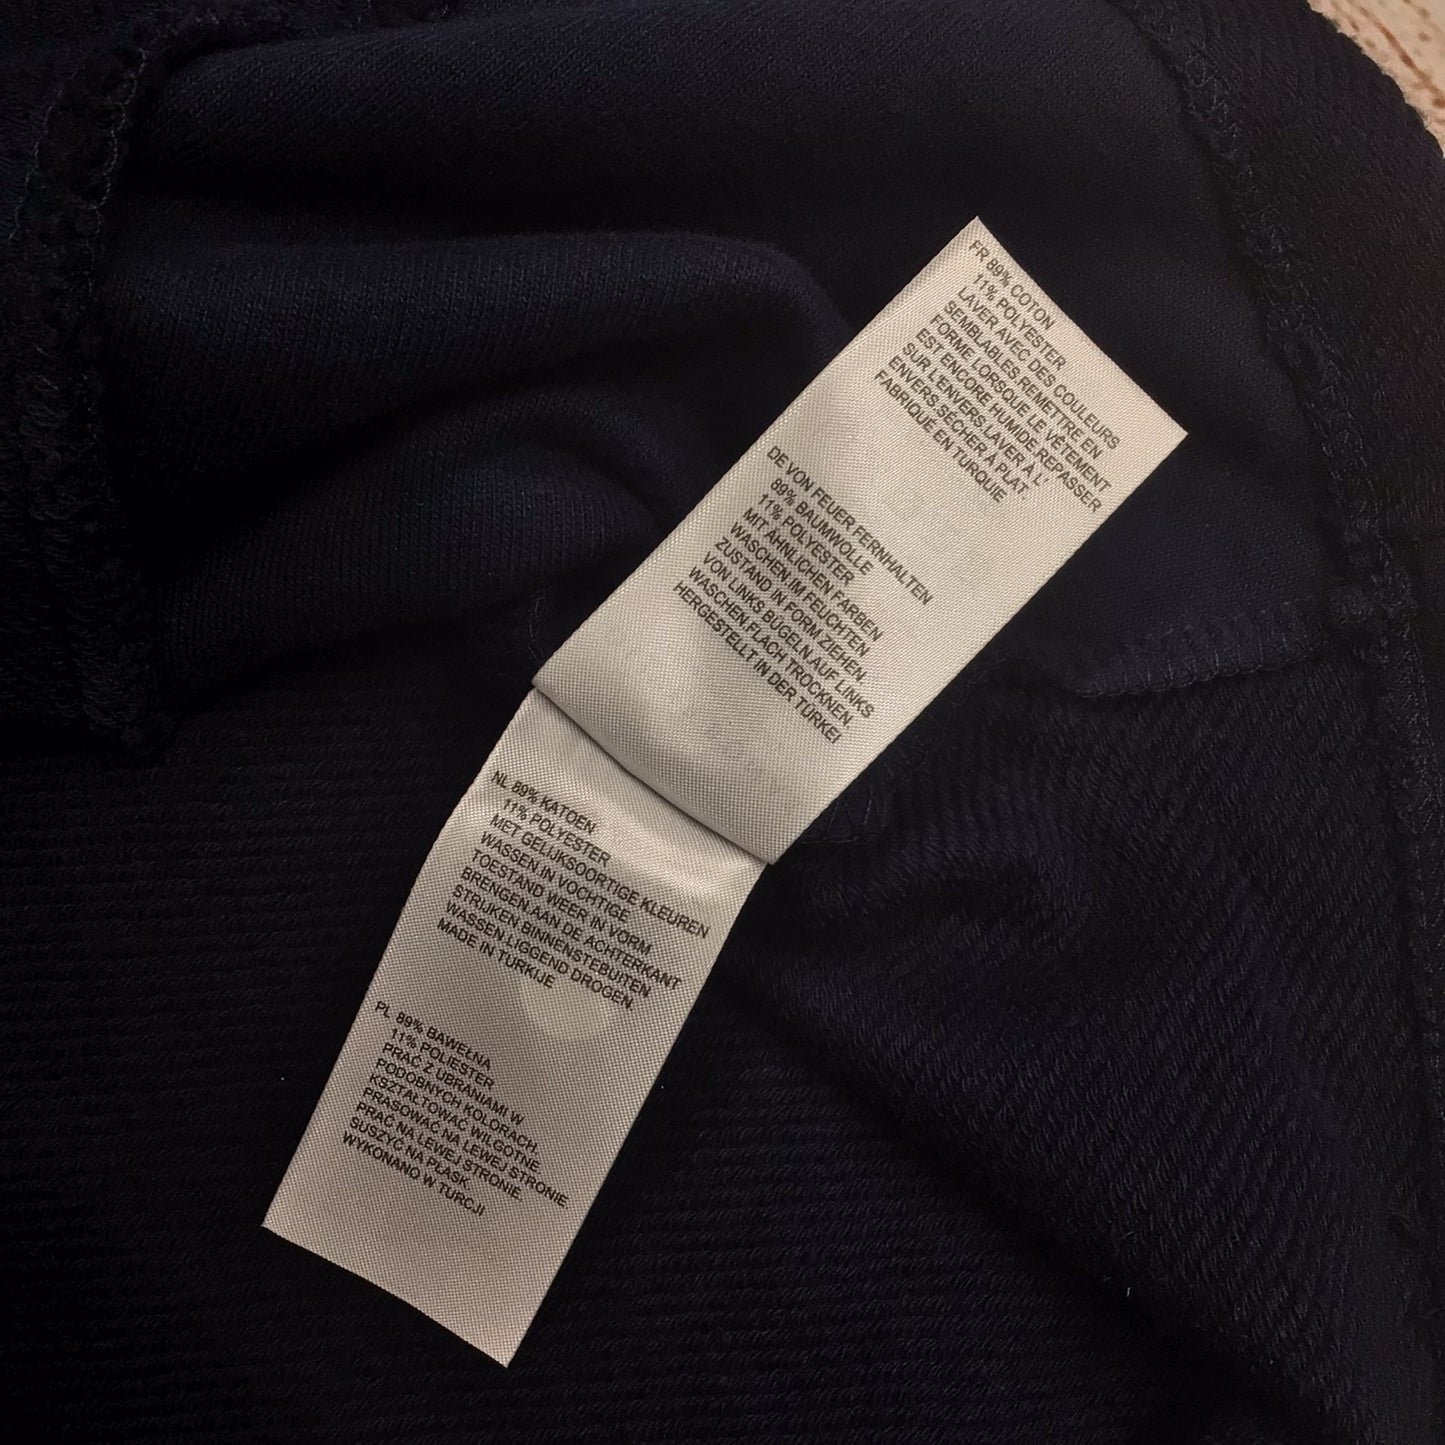 FR 89% COTON
11% POLYESTER
LAVER AVEC DES COULEURS
SEMBLABLES.REMETTRE EN
FORME LORSQUE LE VÊTEMENT
EST ENCORE HUMIDE.REPASSER
SUR L'ENVERS.LAVER À L'
ENVERS.SÉCHER À PLAT.
FABRIQUE EN TURQUIE
DE VON FEUER FERNHALTEN
89% BAUMWOLLE
11% POLYESTER
MIT ÄHNLICHEN FARBEN
WASCHEN.IM FEUCHTEN
ZUSTAND IN FORM ZIEHEN.
VON LINKS BÜGELN.AUF LINKS
WASCHEN.FLACH TROCKNEN
HERGESTELLT IN DER TÜRKEI
NL 89% KATOEN
11% POLYESTER
MET GELIJKSOORTIGE KLEUREN
WASSEN.IN VOCHTIGE
TOESTAND WEER IN VORM
BRENGEN.AAN DE ACHTERKANT
STRIJKEN.BINNENSTEBUITEN
WASSEN.LIGGEND DROGEN.
MADE IN TURKIJE
PL 89% BAWEŁNA
11% POLIESTER
PRAĆ Z UBRANIAMI W
PODOBNYCH KOLORACH.
KSZTAŁTOWAĆ WILGOTNE.
PRASOWAĆ NA LEWEJ STRONIE.
PRAĆ NA LEWEJ STRONIE.
SUSZYĆ NA PŁASK.
WYKONANO W TURCJI